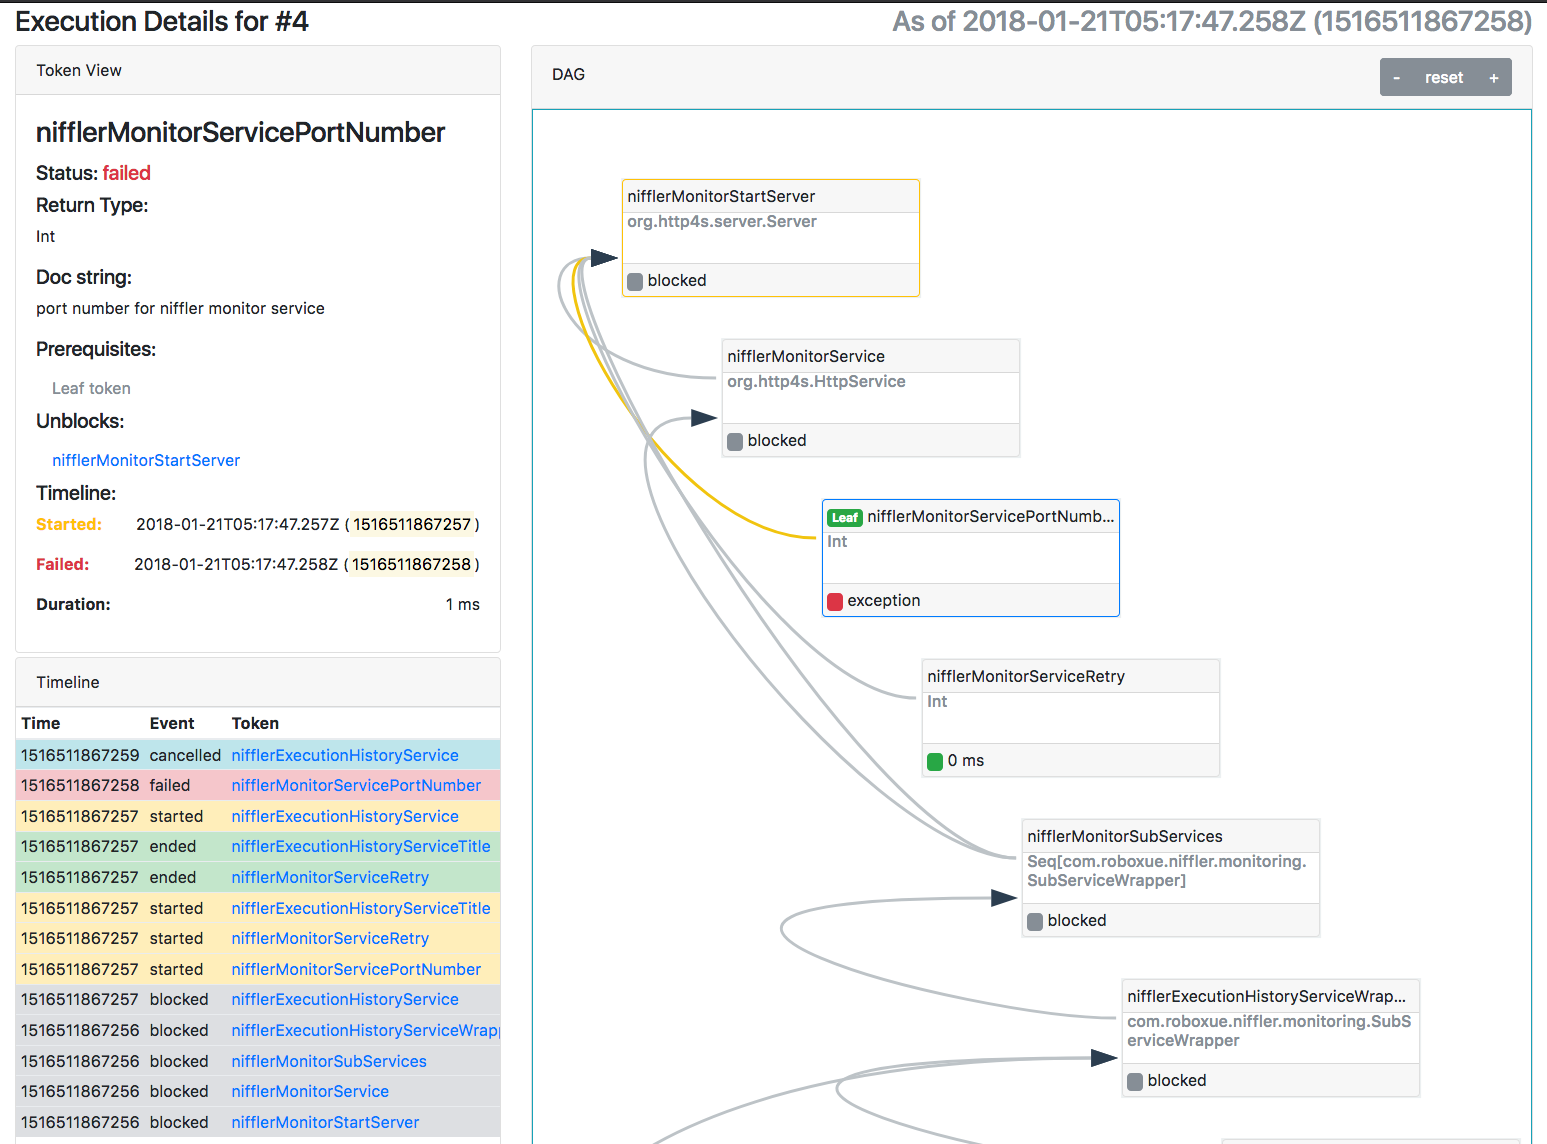 Execution Details for #4
As of 2018-01-21T05:17:47.258Z (1516511867258)
Token View
nifflerMonitorServicePortNumber
Status: failed
Return Type:
Int
Doc string:
port number for niffler monitor service
Prerequisites:
Leaf token
Unblocks:
nifflerMonitorStartServer
Timeline:
Started: 2018-01-21T05:17:47.257Z ( 1516511867257 )
Failed: 2018-01-21T05:17:47.258Z ( 1516511867258 )
Duration: 1 ms
Timeline
Time Event Token
1516511867259 cancelled nifflerExecutionHistoryService
1516511867258 failed nifflerMonitorServicePortNumber
1516511867257 started nifflerExecutionHistoryService
1516511867257 ended nifflerExecutionHistoryServiceTitle
1516511867257 ended nifflerMonitorServiceRetry
1516511867257 started nifflerExecutionHistoryServiceTitle
1516511867257 started nifflerMonitorServiceRetry
1516511867257 started nifflerMonitorServicePortNumber
1516511867257 blocked nifflerExecutionHistoryService
1516511867256 blocked nifflerExecutionHistoryServiceWrapp
1516511867256 blocked nifflerMonitorSubServices
1516511867256 blocked nifflerMonitorService
1516511867256 blocked nifflerMonitorStartServer
DAG
- reset +
nifflerMonitorStartServer
org.http4s.server.Server
blocked
nifflerMonitorService
org.http4s.HttpService
blocked
Leaf nifflerMonitorServicePortNumb...
Int
exception
nifflerMonitorServiceRetry
Int
0 ms
nifflerMonitorSubServices
Seq[com.roboxue.niffler.monitoring.
SubServiceWrapper]
blocked
nifflerExecutionHistoryServiceWrap...
com.roboxue.niffler.monitoring.SubS
erviceWrapper
blocked